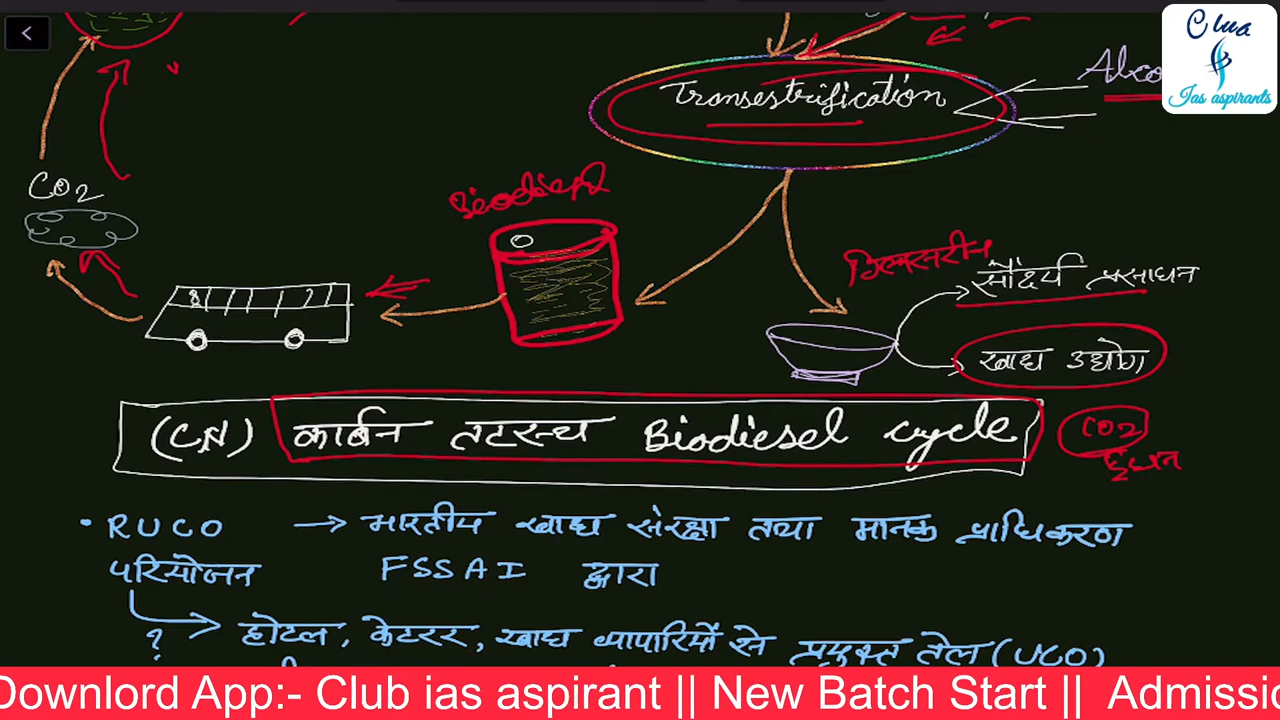 Clua
Ias aspirants
Transestrification
Alco
CO2
Biodiesel
सौंदर्य प्रसाधन
खाद्य उद्योग
(CN) कार्बन तटस्थ Biodiesel cycle
CO2
ईंधन
• RUCO → भारतीय खाद्य संरक्षा तथा मानक प्राधिकरण
परियोजन FSSAI द्वारा
? होटल, केटरर, खाद्य व्यापारियों से प्रयुक्त तेल (UCO)
Downlord App:- Club ias aspirant || New Batch Start || Admissio